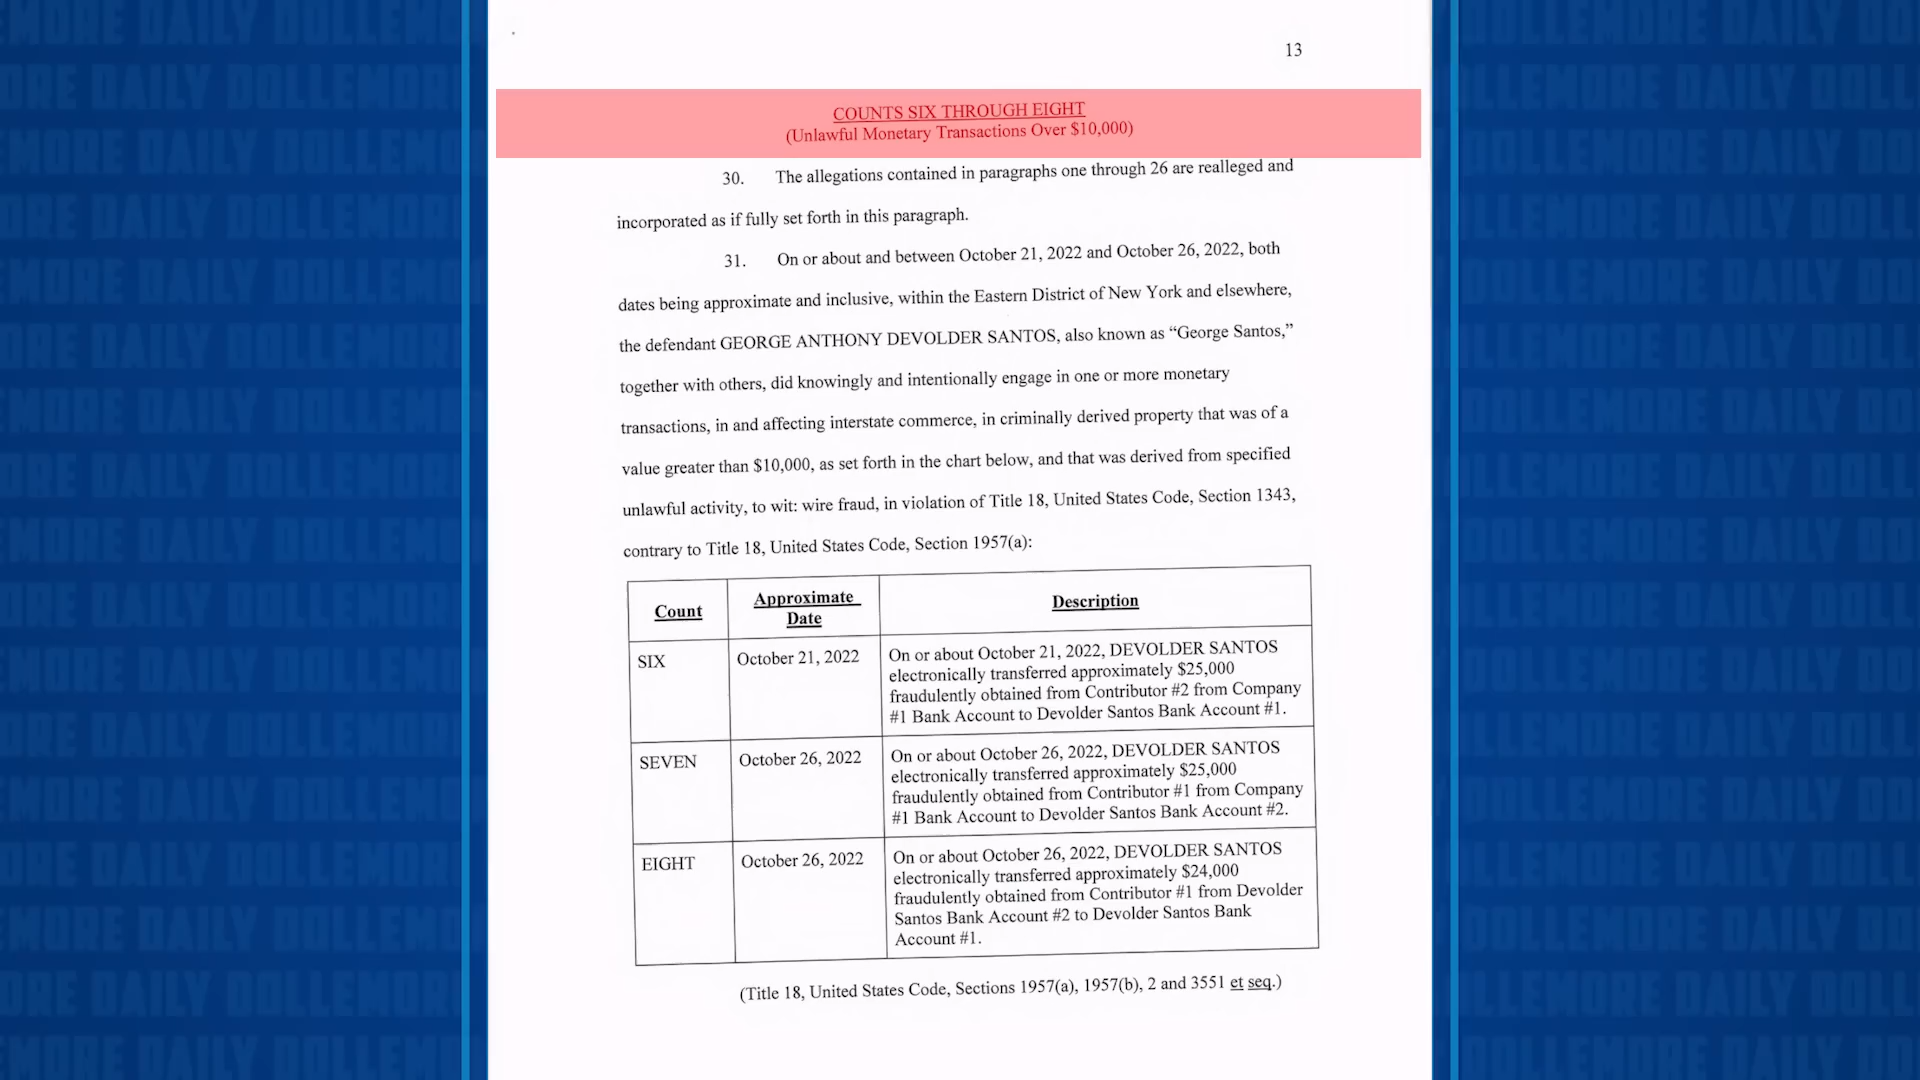 13
COUNTS SIX THROUGH EIGHT
(Unlawful Monetary Transactions Over $10,000)
30. The allegations contained in paragraphs one through 26 are realleged and
incorporated as if fully set forth in this paragraph.
31. On or about and between October 21, 2022 and October 26, 2022, both
dates being approximate and inclusive, within the Eastern District of New York and elsewhere,
the defendant GEORGE ANTHONY DEVOLDER SANTOS, also known as “George Santos,”
together with others, did knowingly and intentionally engage in one or more monetary
transactions, in and affecting interstate commerce, in criminally derived property that was of a
value greater than $10,000, as set forth in the chart below, and that was derived from specified
unlawful activity, to wit: wire fraud, in violation of Title 18, United States Code, Section 1343,
contrary to Title 18, United States Code, Section 1957(a):
Count
Approximate
Date
Description
SIX
October 21, 2022
On or about October 21, 2022, DEVOLDER SANTOS
electronically transferred approximately $25,000
fraudulently obtained from Contributor #2 from Company
#1 Bank Account to Devolder Santos Bank Account #1.
SEVEN
October 26, 2022
On or about October 26, 2022, DEVOLDER SANTOS
electronically transferred approximately $25,000
fraudulently obtained from Contributor #1 from Company
#1 Bank Account to Devolder Santos Bank Account #2.
EIGHT
October 26, 2022
On or about October 26, 2022, DEVOLDER SANTOS
electronically transferred approximately $24,000
fraudulently obtained from Contributor #1 from Devolder
Santos Bank Account #2 to Devolder Santos Bank
Account #1.
(Title 18, United States Code, Sections 1957(a), 1957(b), 2 and 3551 et seq.)